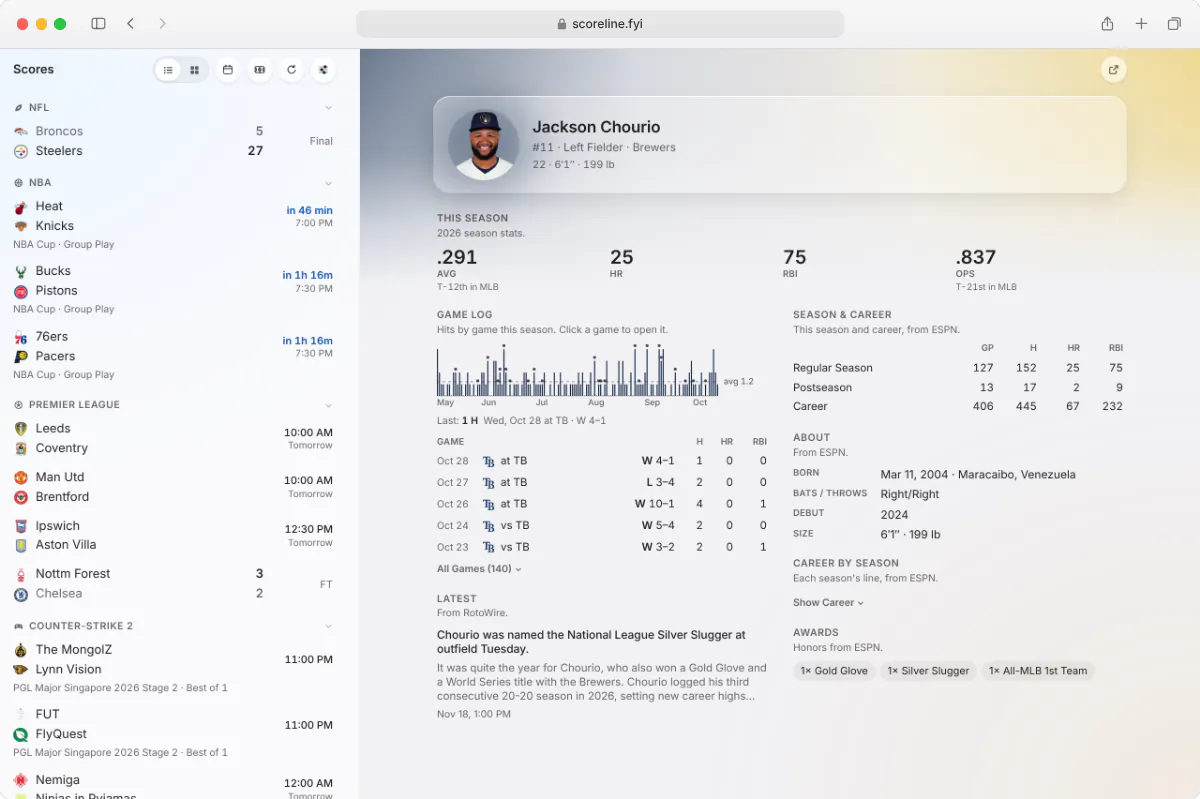 scoreline.fyi
Scores
NFL
Broncos 5
Steelers 27
Final
NBA
Heat
Knicks
in 46 min
7:00 PM
NBA Cup · Group Play
Bucks
Pistons
in 1h 16m
7:30 PM
NBA Cup · Group Play
76ers
Pacers
in 1h 16m
7:30 PM
NBA Cup · Group Play
PREMIER LEAGUE
Leeds
Coventry
10:00 AM
Tomorrow
Man Utd
Brentford
10:00 AM
Tomorrow
Ipswich
Aston Villa
12:30 PM
Tomorrow
Nottm Forest 3
Chelsea 2
FT
COUNTER-STRIKE 2
The MongolZ
Lynn Vision
11:00 PM
PGL Major Singapore 2026 Stage 2 · Best of 1
FUT
FlyQuest
11:00 PM
PGL Major Singapore 2026 Stage 2 · Best of 1
Nemiga
Ninjas in Pyjamas
12:00 AM
Tomorrow
Jackson Chourio
#11 · Left Fielder · Brewers
22 · 6'1" · 199 lb
THIS SEASON
2026 season stats.
.291
AVG
T-12th in MLB
25
HR
75
RBI
.837
OPS
T-21st in MLB
GAME LOG
Hits by game this season. Click a game to open it.
avg 1.2
May Jun Jul Aug Sep Oct
Last: 1 H Wed, Oct 28 at TB · W 4–1
GAME H HR RBI
Oct 28 at TB W 4–1 1 0 0
Oct 27 at TB L 3–4 2 0 0
Oct 26 at TB W 10–1 4 0 1
Oct 24 vs TB W 5–4 2 0 0
Oct 23 vs TB W 3–2 2 0 1
All Games (140)
LATEST
From RotoWire.
Chourio was named the National League Silver Slugger at
outfield Tuesday.
It was quite the year for Chourio, who also won a Gold Glove and
a World Series title with the Brewers. Chourio logged his third
consecutive 20-20 season in 2026, setting new career highs...
Nov 18, 1:00 PM
SEASON & CAREER
This season and career, from ESPN.
GP H HR RBI
Regular Season 127 152 25 75
Postseason 13 17 2 9
Career 406 445 67 232
ABOUT
From ESPN.
BORN Mar 11, 2004 · Maracaibo, Venezuela
BATS / THROWS Right/Right
DEBUT 2024
SIZE 6'1" · 199 lb
CAREER BY SEASON
Each season's line, from ESPN.
Show Career
AWARDS
Honors from ESPN.
1× Gold Glove 1× Silver Slugger 1× All-MLB 1st Team